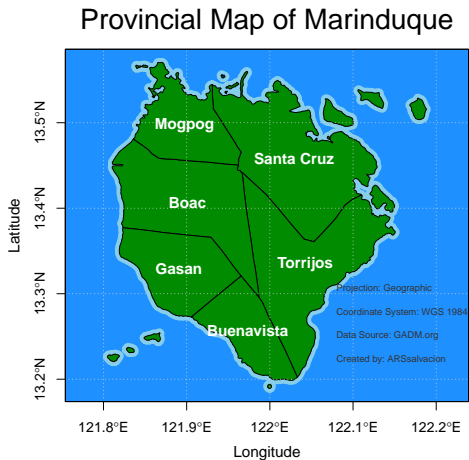 Provincial Map of Marinduque
13.5°N
Mogpog
Santa Cruz
13.4°N
Boac
Latitude
Gasan
Torrijos
13.3°N
Projection: Geographic
Coordinate System: WGS 1984
Buenavista
Data Source: GADM.org
Created by: ARSsalvacion
13.2°N
121.8°E 121.9°E 122°E 122.1°E 122.2°E
Longitude